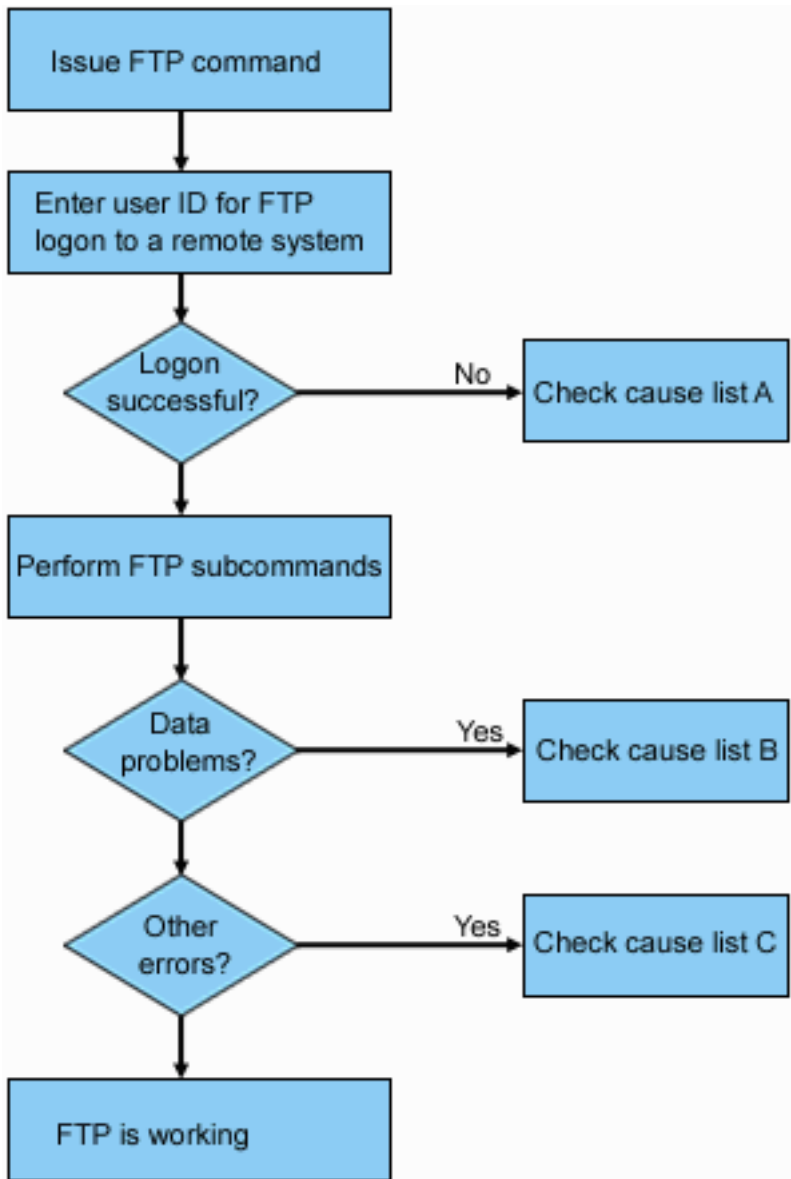 Issue FTP command
Enter user ID for FTP
logon to a remote system
Logon
successful?
No
Check cause list A
Perform FTP subcommands
Data
problems?
Yes
Check cause list B
Other
errors?
Yes
Check cause list C
FTP is working